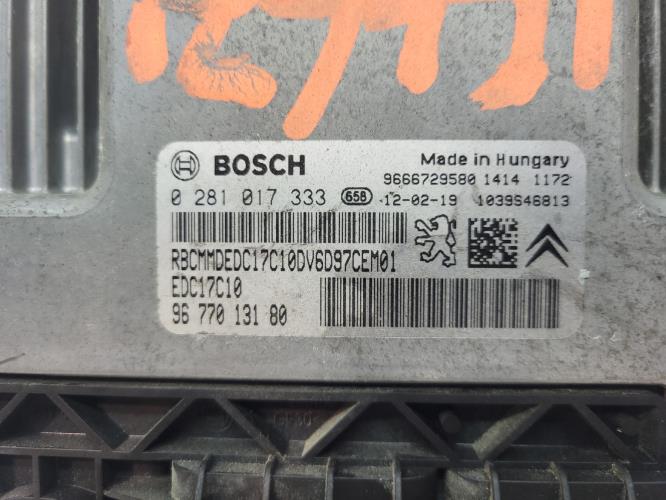 BOSCH
Made in Hungary
9666729580 1414 1172
0 281 017 333 658 12-02-19 1039S46813
RBCMMDEDC17C10DV6D97CEM01
EDC17C10
96 770 131 80